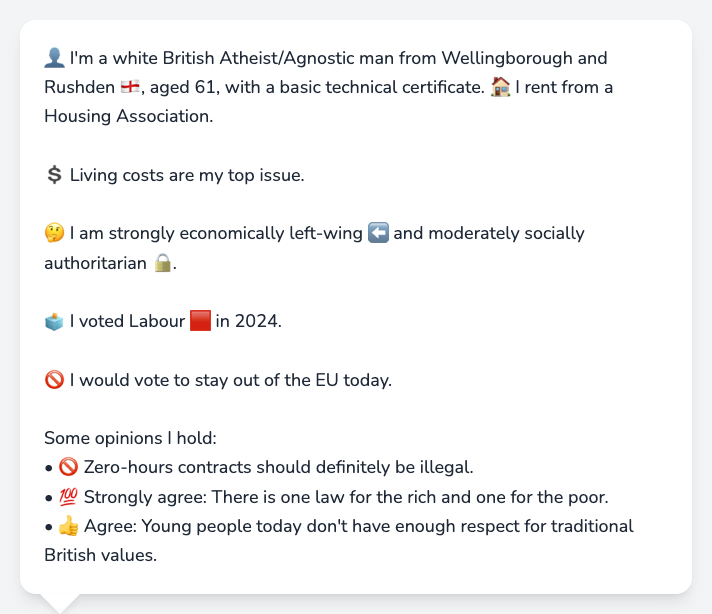 👤 I'm a white British Atheist/Agnostic man from Wellingborough and
Rushden 🏴󠁧󠁢󠁥󠁮󠁧󠁿, aged 61, with a basic technical certificate. 🏠 I rent from a
Housing Association.
💲 Living costs are my top issue.
🤔 I am strongly economically left-wing ⬅️ and moderately socially
authoritarian 🔒.
🗳️ I voted Labour 🟥 in 2024.
🚫 I would vote to stay out of the EU today.
Some opinions I hold:
• 🚫 Zero-hours contracts should definitely be illegal.
• 💯 Strongly agree: There is one law for the rich and one for the poor.
• 👍 Agree: Young people today don't have enough respect for traditional
British values.